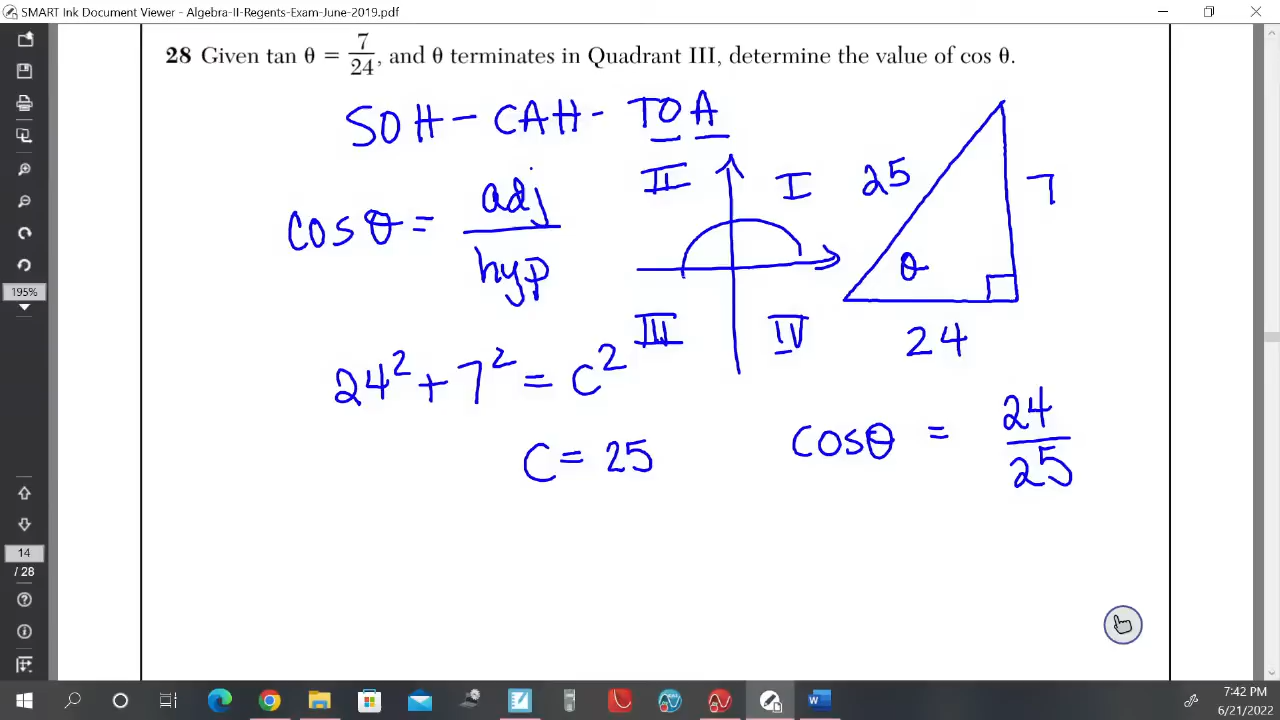 SMART Ink Document Viewer - Algebra-II-Regents-Exam-June-2019.pdf
28 Given tan θ = 7/24, and θ terminates in Quadrant III, determine the value of cos θ.
SOH - CAH - TOA
II
I
25
7
cosθ = adj/hyp
θ
195%
III
IV
24
24² + 7² = C²
C = 25
cosθ = 24/25
14
/ 28
7:42 PM
6/21/2022